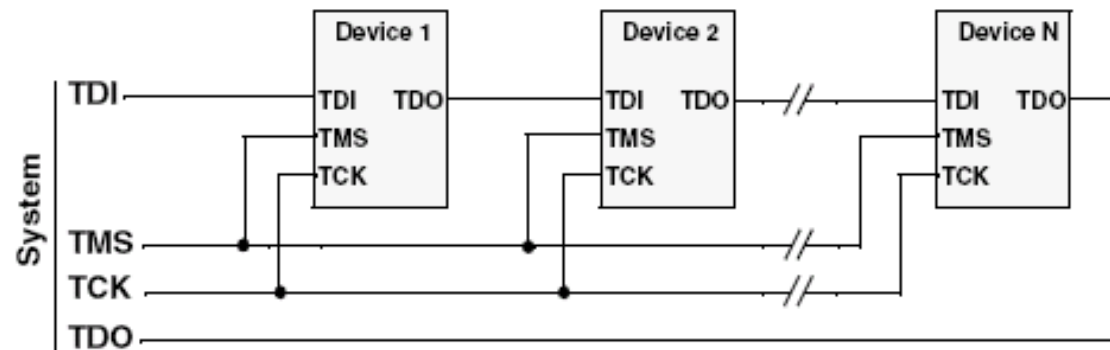 Device 1
Device 2
Device N
TDI
TDI TDO
TDI TDO
TDI TDO
TMS
TMS
TMS
TCK
TCK
TCK
System
TMS
TCK
TDO